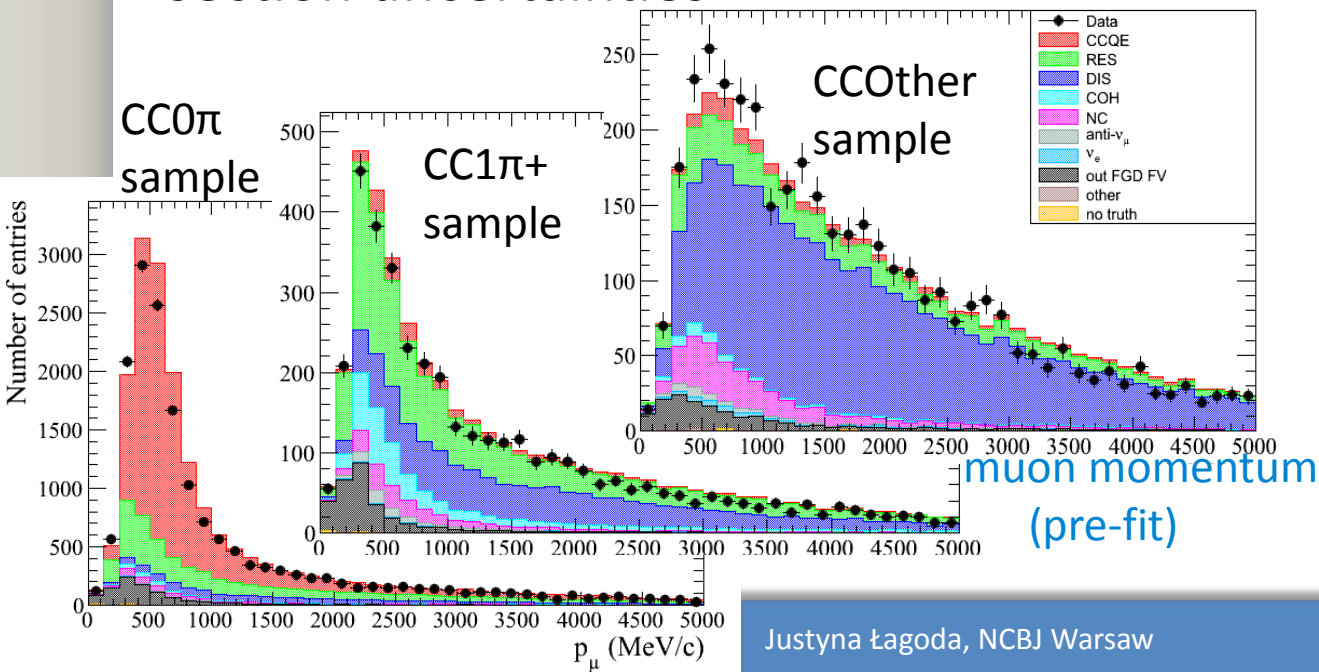 CC0π
sample
CC1π+
sample
CCOther
sample
Data
CCQE
RES
DIS
COH
NC
anti-νμ
νe
out FGD FV
other
no truth
250
200
150
100
50
0
0 500 1000 1500 2000 2500 3000 3500 4000 4500 5000
500
400
300
200
100
0
0 500 1000 1500 2000 2500 3000 3500 4000 4500 5000
Number of entries
3000
2500
2000
1500
1000
500
0
0 500 1000 1500 2000 2500 3000 3500 4000 4500 5000
pμ (MeV/c)
muon momentum
(pre-fit)
Justyna Łagoda, NCBJ Warsaw